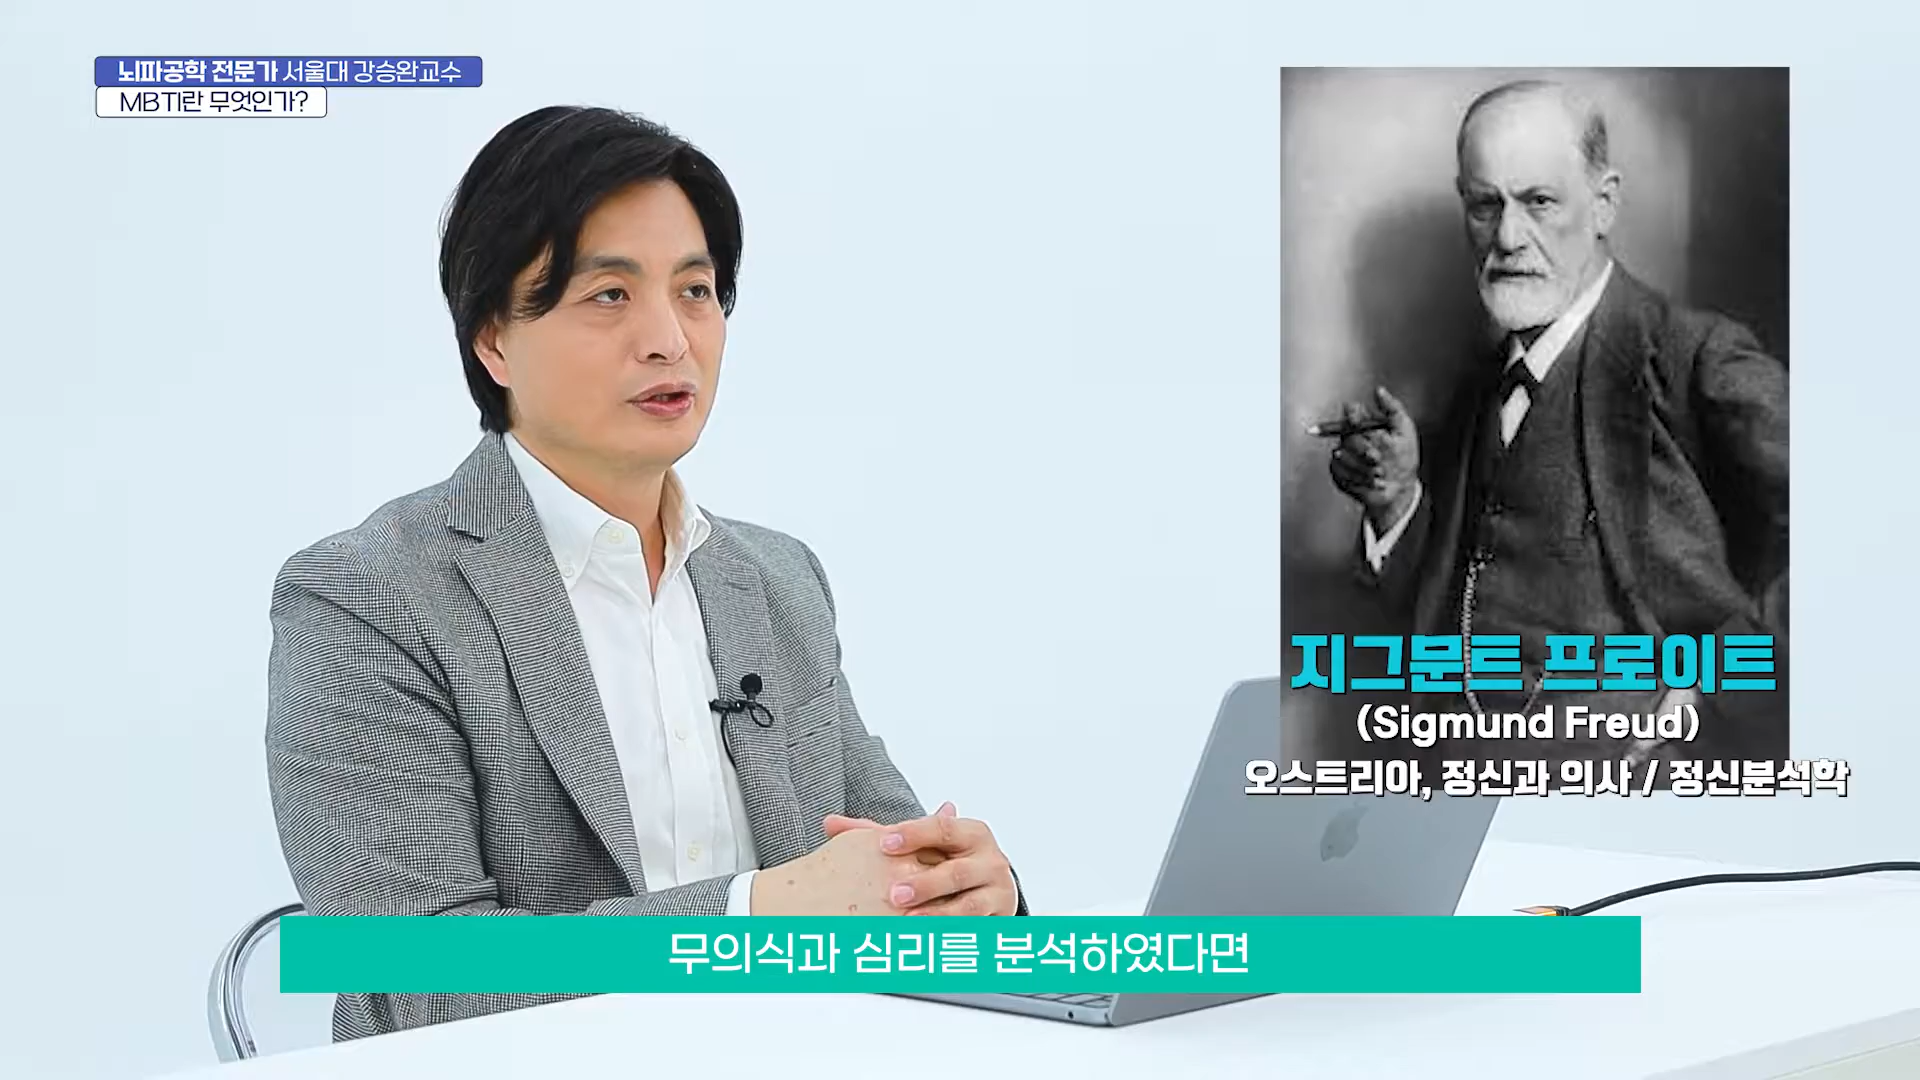 뇌파공학 전문가 서울대 강승완교수
MBTI란 무엇인가?
지그문트 프로이트
(Sigmund Freud)
오스트리아, 정신과 의사 / 정신분석학
무의식과 심리를 분석하였다면